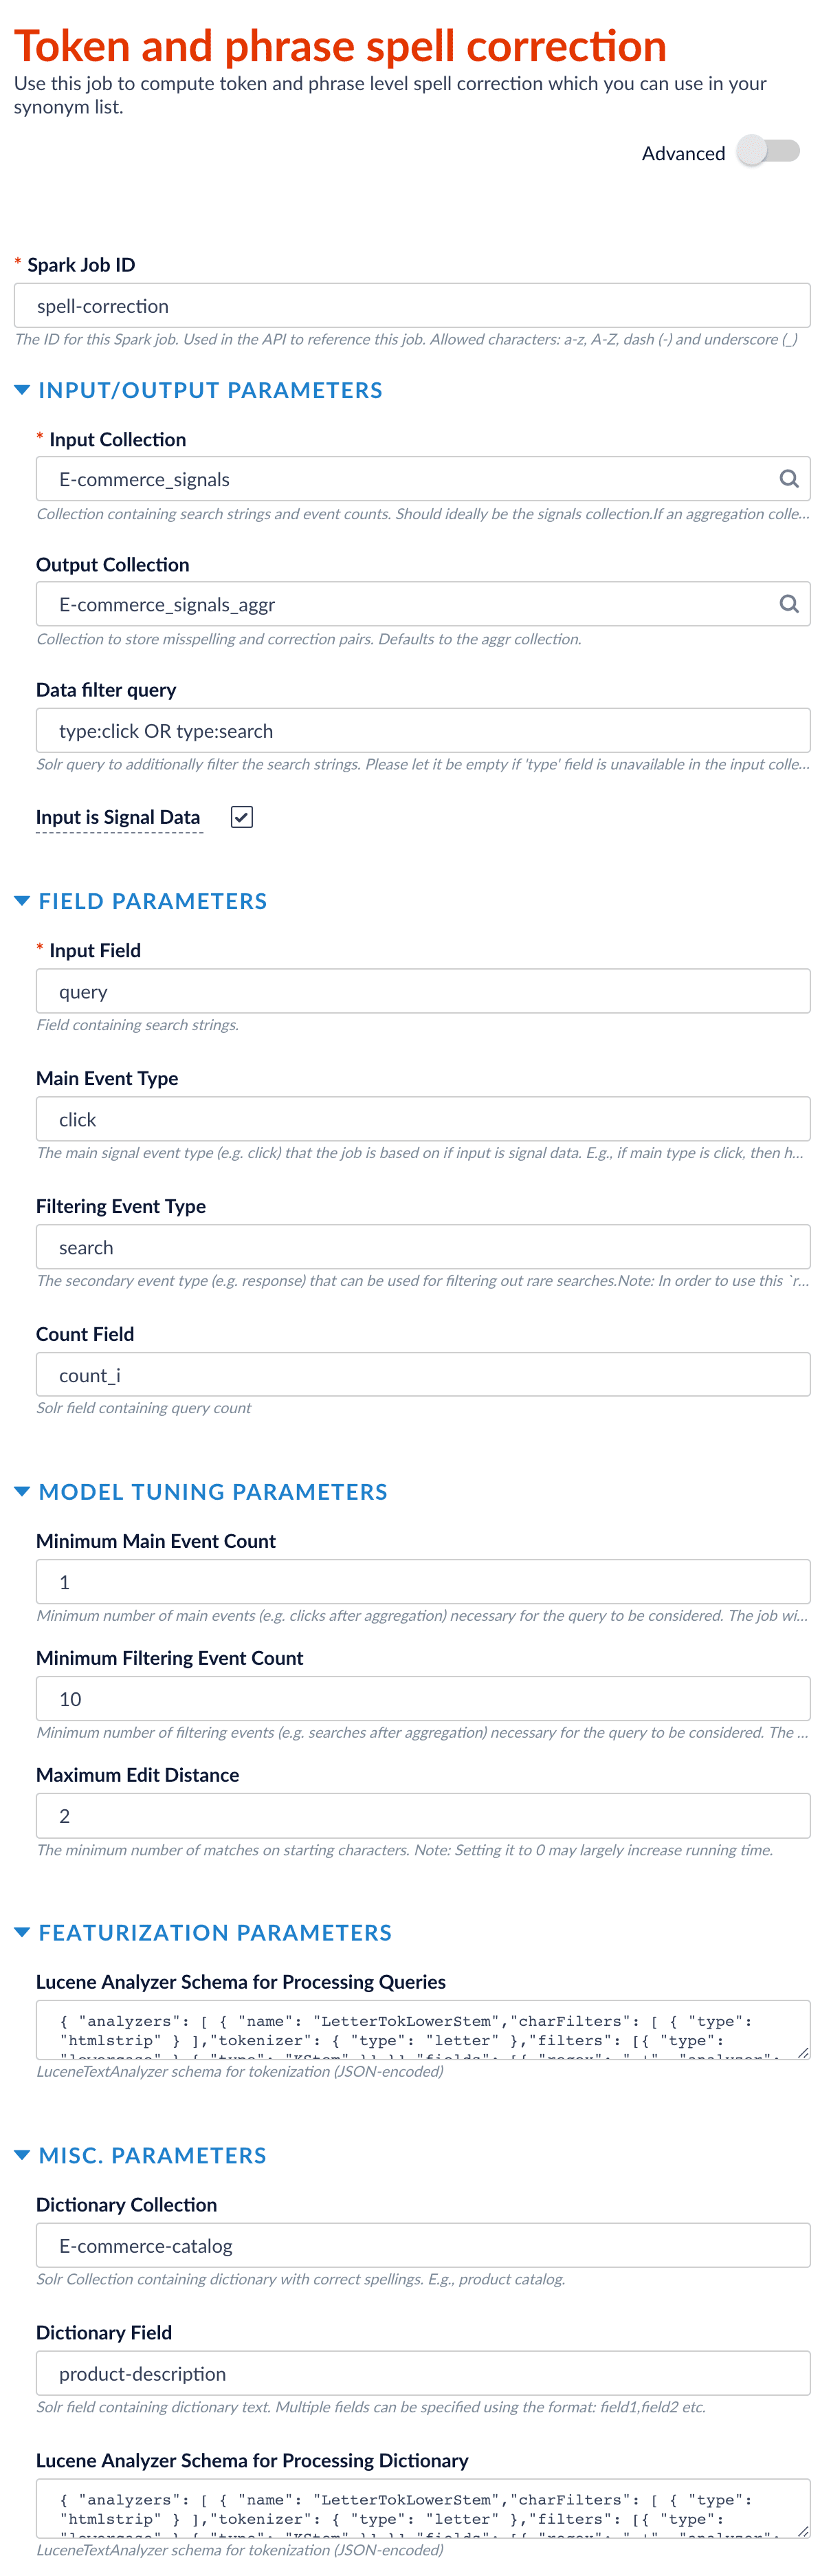 Token and phrase spell correction
Use this job to compute token and phrase level spell correction which you can use in your
synonym list.
Advanced
* Spark Job ID
spell-correction
The ID for this Spark job. Used in the API to reference this job. Allowed characters: a-z, A-Z, dash (-) and underscore (_)
INPUT/OUTPUT PARAMETERS
* Input Collection
E-commerce_signals
Collection containing search strings and event counts. Should ideally be the signals collection.If an aggregation colle...
Output Collection
E-commerce_signals_aggr
Collection to store misspelling and correction pairs. Defaults to the aggr collection.
Data filter query
type:click OR type:search
Solr query to additionally filter the search strings. Please let it be empty if 'type' field is unavailable in the input colle...
Input is Signal Data
FIELD PARAMETERS
* Input Field
query
Field containing search strings.
Main Event Type
click
The main signal event type (e.g. click) that the job is based on if input is signal data. E.g., if main type is click, then h...
Filtering Event Type
search
The secondary event type (e.g. response) that can be used for filtering out rare searches.Note: In order to use this `r...
Count Field
count_i
Solr field containing query count
MODEL TUNING PARAMETERS
Minimum Main Event Count
1
Minimum number of main events (e.g. clicks after aggregation) necessary for the query to be considered. The job wi...
Minimum Filtering Event Count
10
Minimum number of filtering events (e.g. searches after aggregation) necessary for the query to be considered. The ...
Maximum Edit Distance
2
The minimum number of matches on starting characters. Note: Setting it to 0 may largely increase running time.
FEATURIZATION PARAMETERS
Lucene Analyzer Schema for Processing Queries
{ "analyzers": [ { "name": "LetterTokLowerStem","charFilters": [ { "type":
"htmlstrip" } ],"tokenizer": { "type": "letter" },"filters": [{ "type":
LuceneTextAnalyzer schema for tokenization (JSON-encoded)
MISC. PARAMETERS
Dictionary Collection
E-commerce-catalog
Solr Collection containing dictionary with correct spellings. E.g., product catalog.
Dictionary Field
product-description
Solr field containing dictionary text. Multiple fields can be specified using the format: field1,field2 etc.
Lucene Analyzer Schema for Processing Dictionary
{ "analyzers": [ { "name": "LetterTokLowerStem","charFilters": [ { "type":
"htmlstrip" } ],"tokenizer": { "type": "letter" },"filters": [{ "type":
LuceneTextAnalyzer schema for tokenization (JSON-encoded)